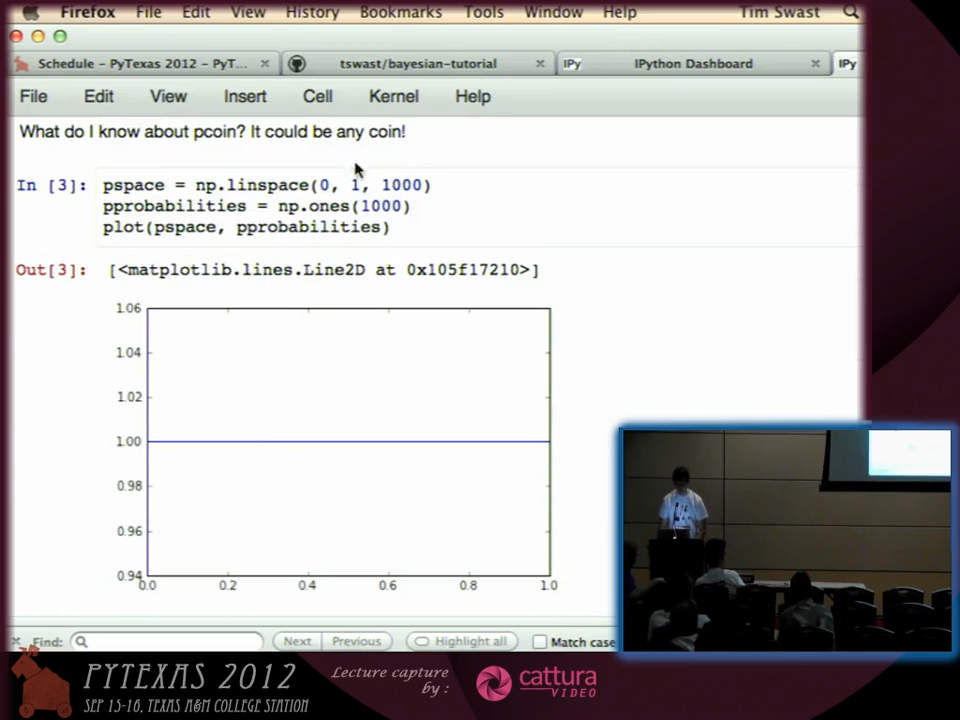 Firefox File Edit View History Bookmarks Tools Window Help Tim Swast
Schedule - PyTexas 2012 - PyT... × tswast/bayesian-tutorial × IPy IPython Dashboard × IPy
File Edit View Insert Cell Kernel Help
What do I know about pcoin? It could be any coin!
In [3]: pspace = np.linspace(0, 1, 1000)
pprobabilities = np.ones(1000)
plot(pspace, pprobabilities)
Out[3]: [<matplotlib.lines.Line2D at 0x105f17210>]
1.06
1.04
1.02
1.00
0.98
0.96
0.94
0.0 0.2 0.4 0.6 0.8 1.0
× Find: Next Previous Highlight all Match case
PYTEXAS 2012
SEP 15-16, TEXAS A&M COLLEGE STATION
Lecture capture
by :
cattura
VIDEO